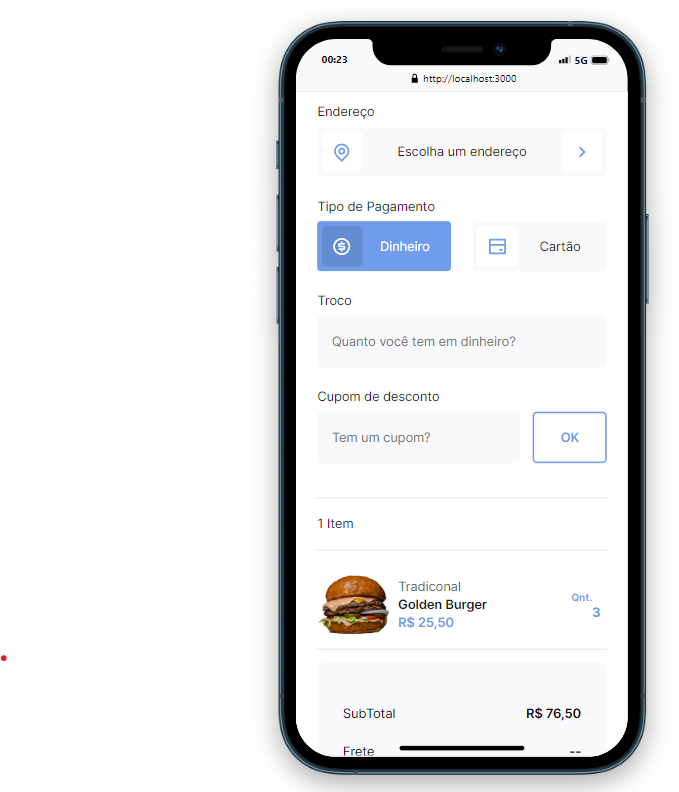 00:23
5G
http://localhost:3000
Endereço
Escolha um endereço
Tipo de Pagamento
Dinheiro
Cartão
Troco
Quanto você tem em dinheiro?
Cupom de desconto
Tem um cupom?
OK
1 Item
Tradiconal
Golden Burger
R$ 25,50
Qnt.
3
SubTotal
R$ 76,50
Frete
--